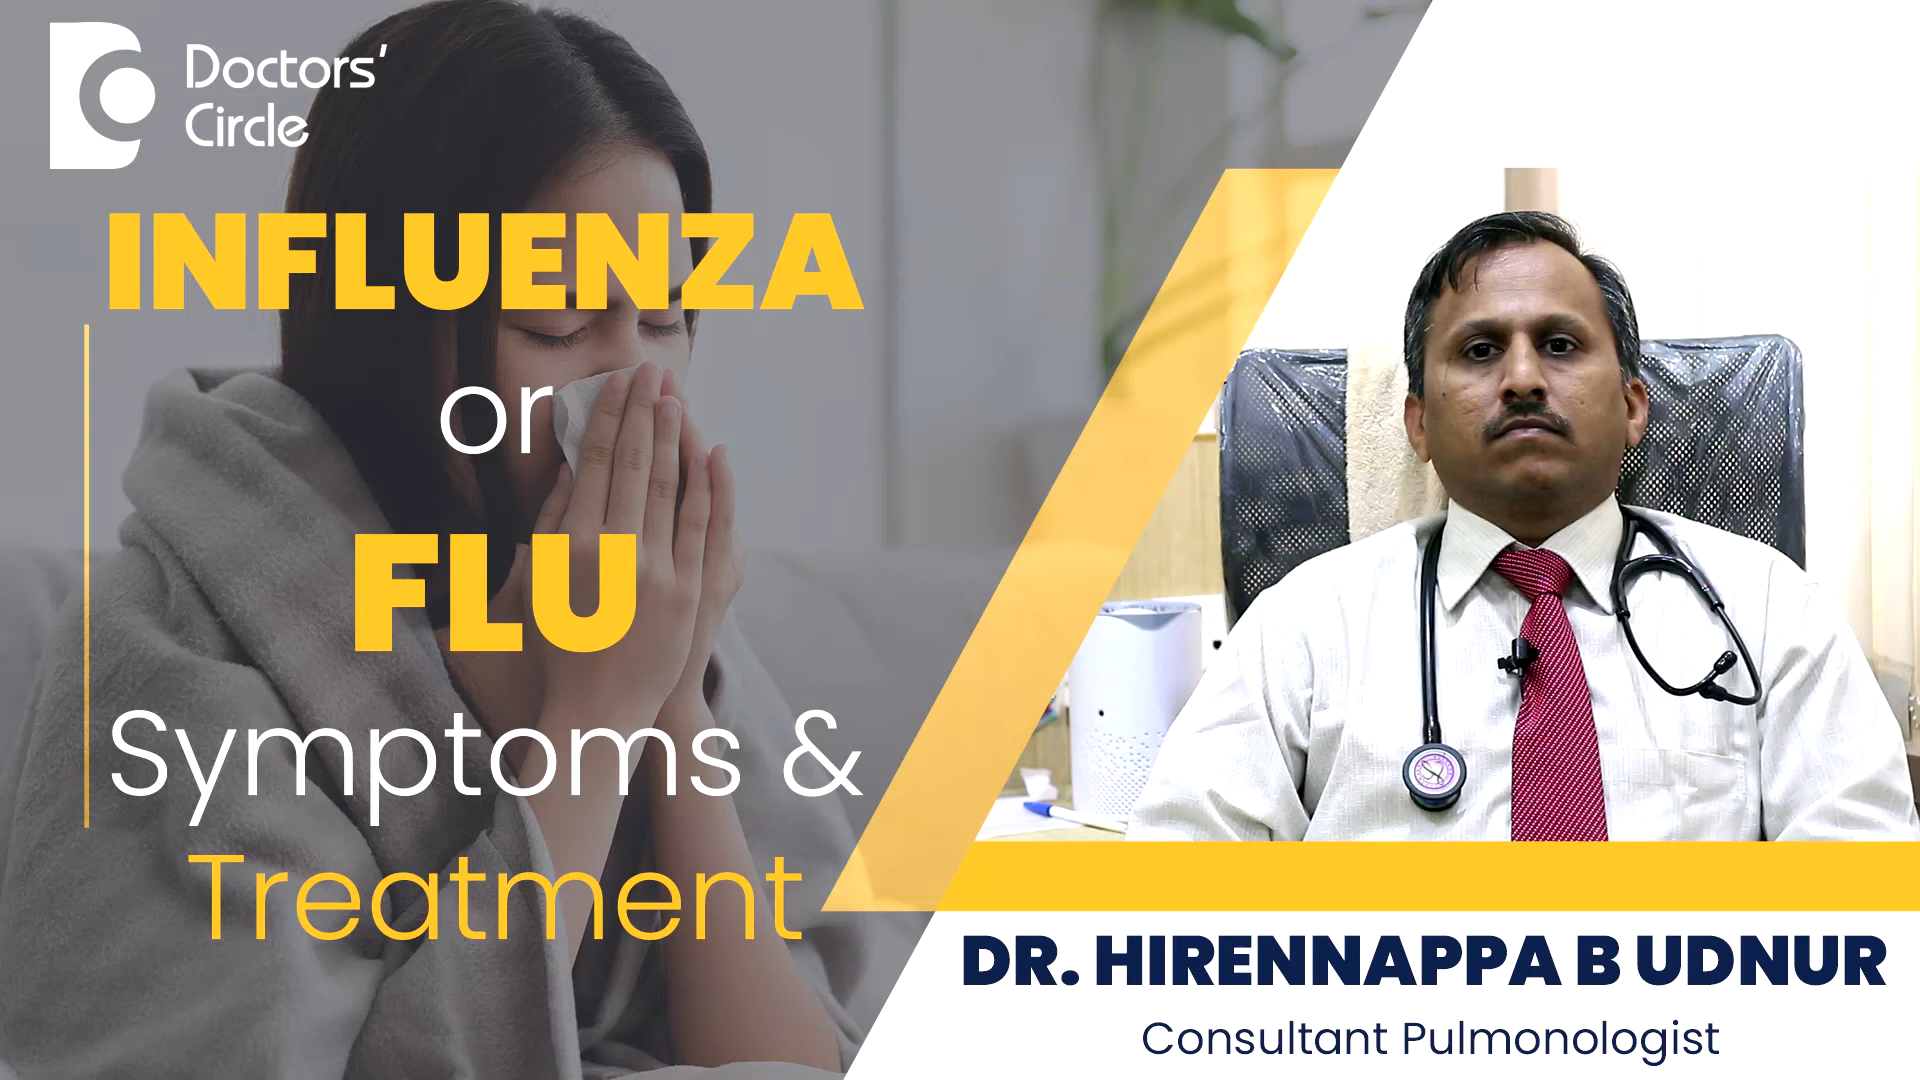 Doctors'
Circle
INFLUENZA
or
FLU
Symptoms &
Treatment
DR. HIRENNAPPA B UDNUR
Consultant Pulmonologist